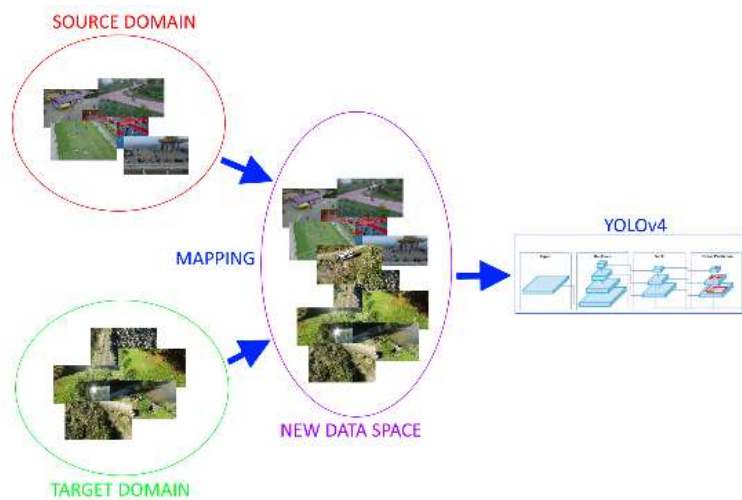 SOURCE DOMAIN
YOLOv4
MAPPING
NEW DATA SPACE
TARGET DOMAIN